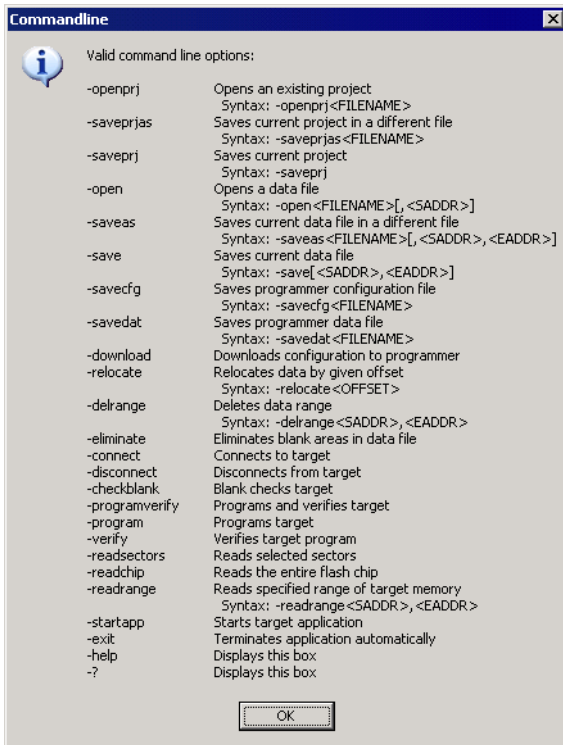 Commandline
Valid command line options:
-openprj Opens an existing project
Syntax: -openprj<FILENAME>
-saveprjas Saves current project in a different file
Syntax: -saveprjas<FILENAME>
-saveprj Saves current project
Syntax: -saveprj
-open Opens a data file
Syntax: -open<FILENAME>[,<SADDR>]
-saveas Saves current data file in a different file
Syntax: -saveas<FILENAME>[,<SADDR>,<EADDR>]
-save Saves current data file
Syntax: -save[<SADDR>,<EADDR>]
-savecfg Saves programmer configuration file
Syntax: -savecfg<FILENAME>
-savedat Saves programmer data file
Syntax: -savedat<FILENAME>
-download Downloads configuration to programmer
-relocate Relocates data by given offset
Syntax: -relocate<OFFSET>
-delrange Deletes data range
Syntax: -delrange<SADDR>,<EADDR>
-eliminate Eliminates blank areas in data file
-connect Connects to target
-disconnect Disconnects from target
-checkblank Blank checks target
-programverify Programs and verifies target
-program Programs target
-verify Verifies target program
-readsectors Reads selected sectors
-readchip Reads the entire flash chip
-readrange Reads specified range of target memory
Syntax: -readrange<SADDR>,<EADDR>
-startapp Starts target application
-exit Terminates application automatically
-help Displays this box
-? Displays this box
OK